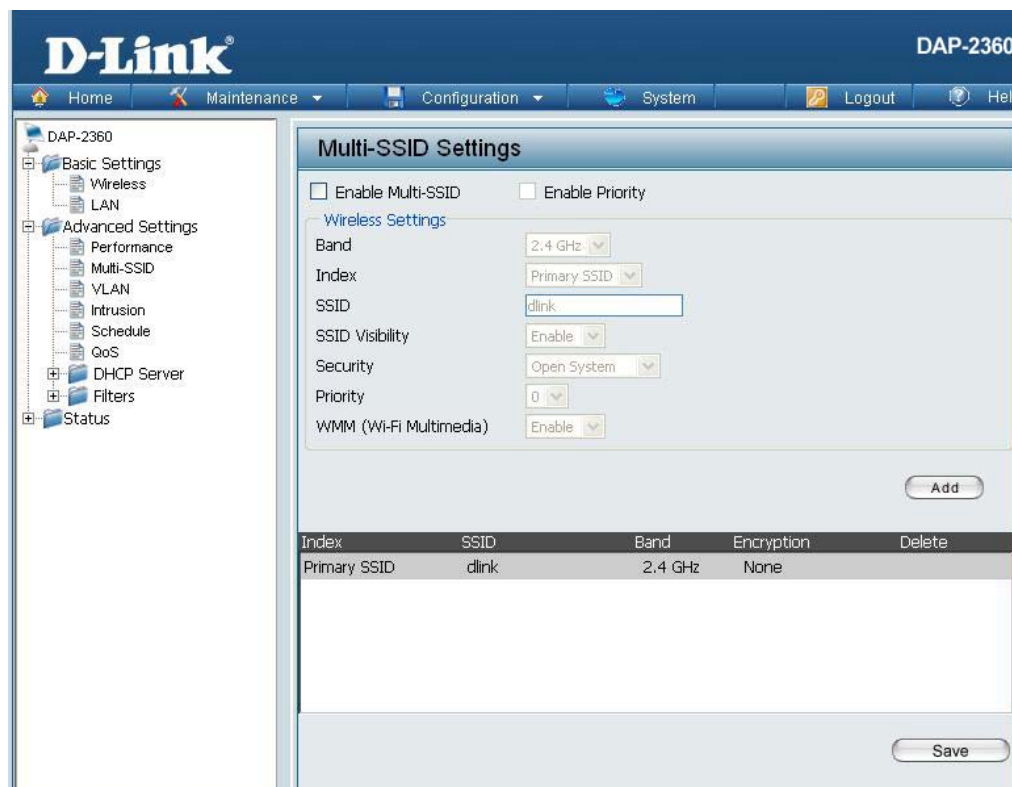 D-Link®
DAP-2360
Home Maintenance Configuration System Logout Hel
DAP-2360
Basic Settings
Wireless
LAN
Advanced Settings
Performance
Multi-SSID
VLAN
Intrusion
Schedule
QoS
DHCP Server
Filters
Status
Multi-SSID Settings
Enable Multi-SSID Enable Priority
Wireless Settings
Band 2.4 GHz
Index Primary SSID
SSID dlink
SSID Visibility Enable
Security Open System
Priority 0
WMM (Wi-Fi Multimedia) Enable
Add
Index SSID Band Encryption Delete
Primary SSID dlink 2.4 GHz None
Save